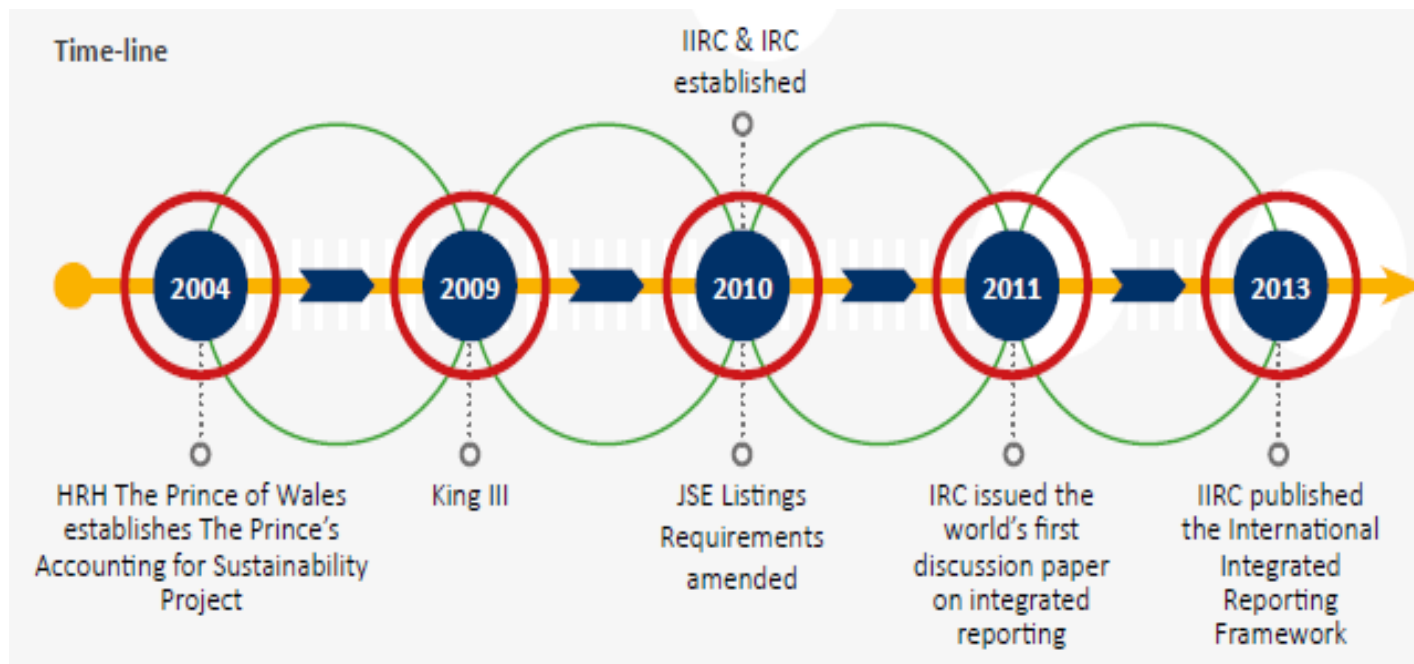 Time-line
IIRC & IRC
established
2004
2009
2010
2011
2013
HRH The Prince of Wales
establishes The Prince’s
Accounting for Sustainability
Project
King III
JSE Listings
Requirements
amended
IRC issued the
world’s first
discussion paper
on integrated
reporting
IIRC published
the International
Integrated
Reporting
Framework